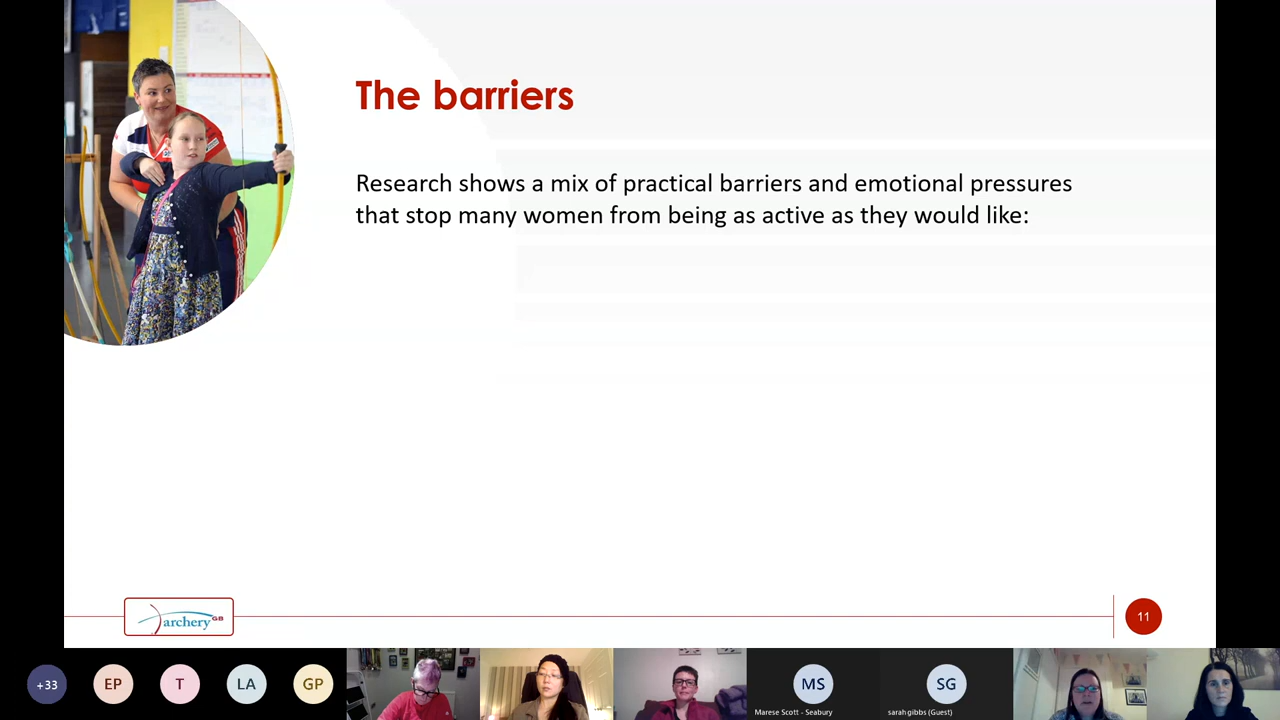 The barriers
Research shows a mix of practical barriers and emotional pressures
that stop many women from being as active as they would like:
archery GB
11
+33
EP
T
LA
GP
MS
SG
Marese Scott - Seabury
sarah gibbs (Guest)